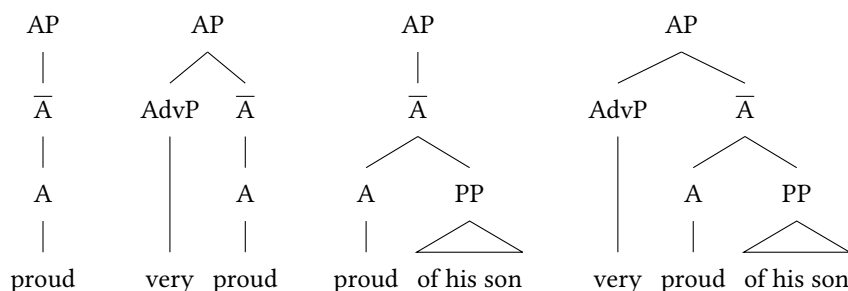 AP AP AP AP
A̅ AdvP A̅ A̅ AdvP A̅
A A A PP A PP
proud very proud proud of his son very proud of his son